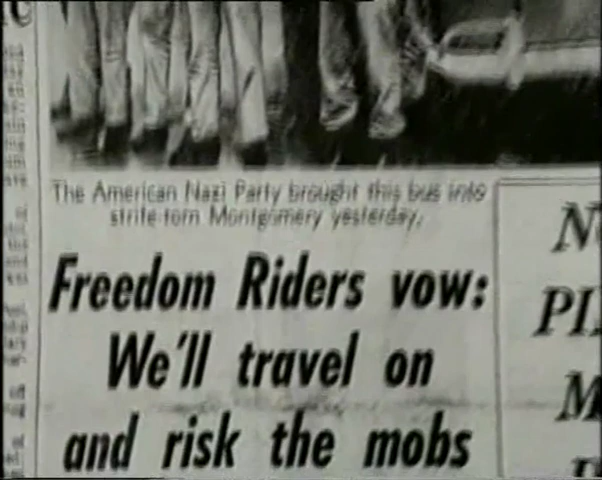 The American Nazi Party brought this bus into
strife-torn Montgomery yesterday.
Freedom Riders vow:
We'll travel on
and risk the mobs
N
PI
M